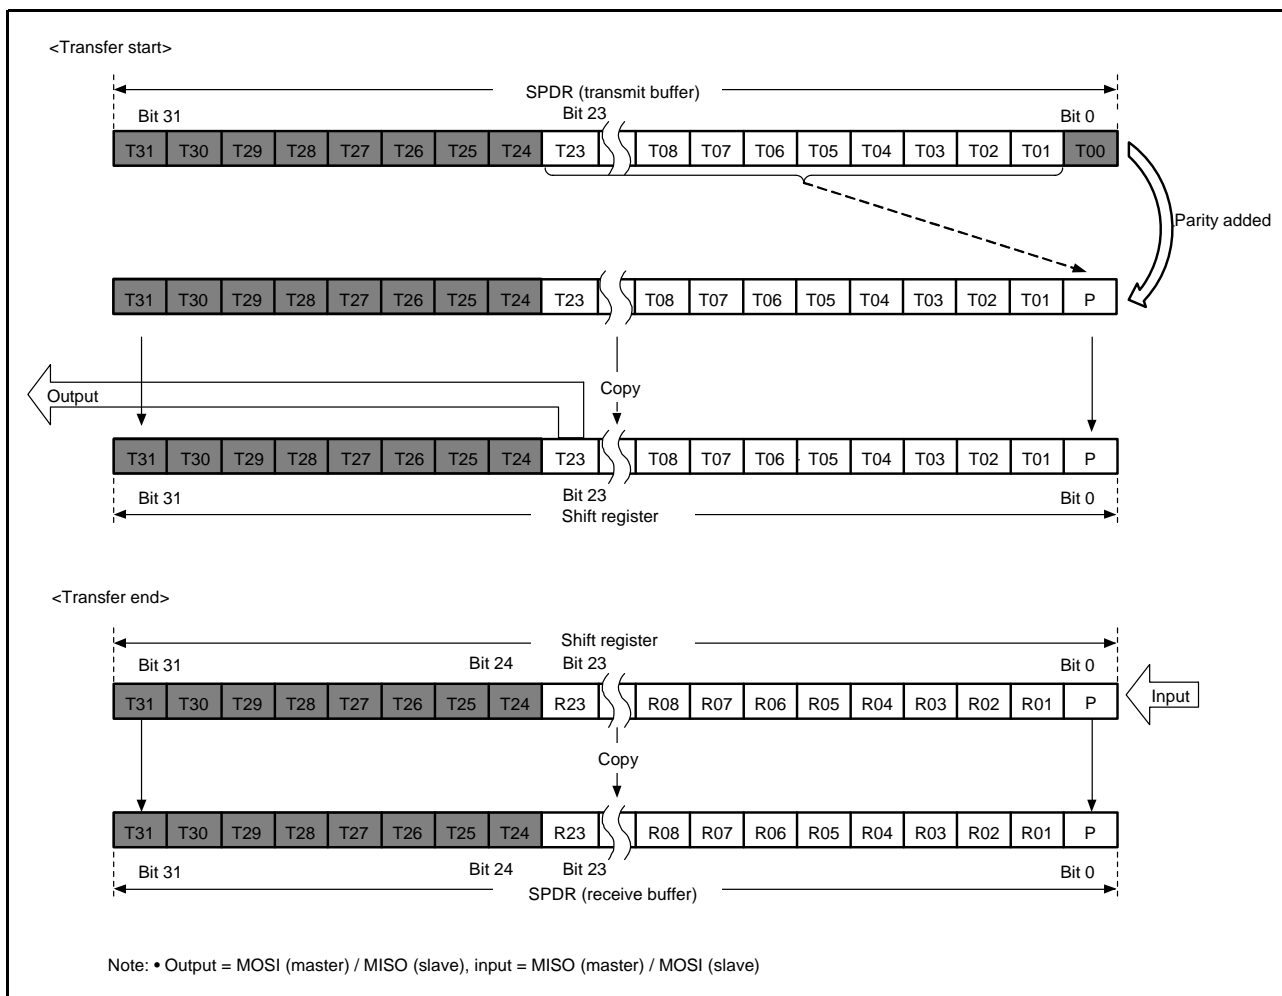 <Transfer start>
SPDR (transmit buffer)
Bit 31 Bit 23 Bit 0
T31 T30 T29 T28 T27 T26 T25 T24 T23 T08 T07 T06 T05 T04 T03 T02 T01 T00
Parity added
T31 T30 T29 T28 T27 T26 T25 T24 T23 T08 T07 T06 T05 T04 T03 T02 T01 P
Output Copy
T31 T30 T29 T28 T27 T26 T25 T24 T23 T08 T07 T06 T05 T04 T03 T02 T01 P
Bit 31 Bit 23 Bit 0
Shift register
<Transfer end>
Shift register
Bit 31 Bit 24 Bit 23 Bit 0
T31 T30 T29 T28 T27 T26 T25 T24 R23 R08 R07 R06 R05 R04 R03 R02 R01 P Input
Copy
T31 T30 T29 T28 T27 T26 T25 T24 R23 R08 R07 R06 R05 R04 R03 R02 R01 P
Bit 31 Bit 24 Bit 23 Bit 0
SPDR (receive buffer)
Note: • Output = MOSI (master) / MISO (slave), input = MISO (master) / MOSI (slave)